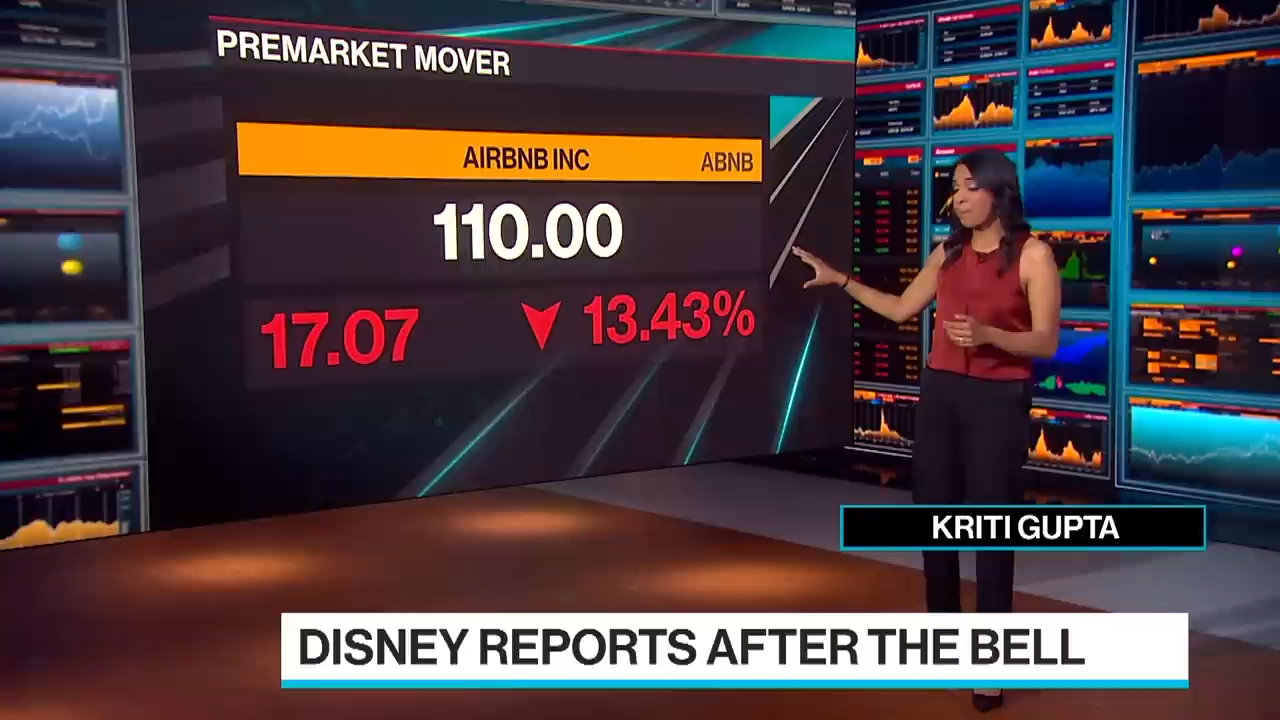 PREMARKET MOVER
AIRBNB INC ABNB
110.00
17.07 ▼ 13.43%
KRITI GUPTA
DISNEY REPORTS AFTER THE BELL